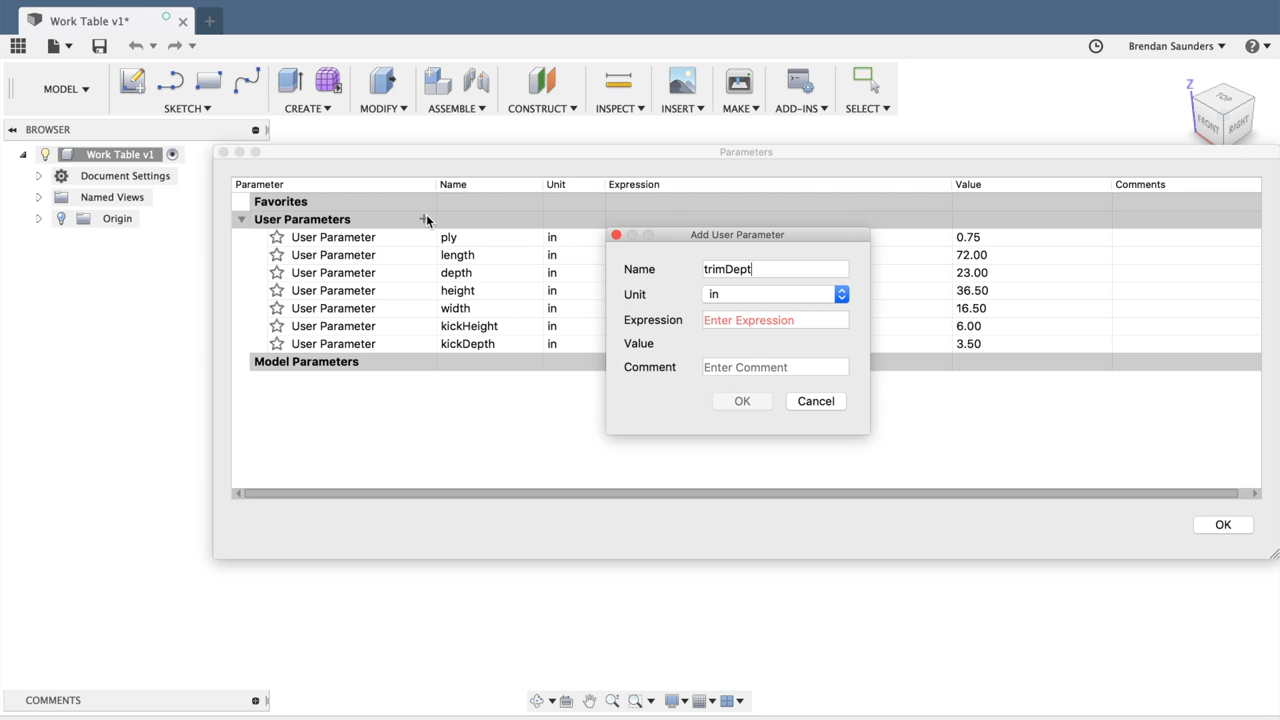 Work Table v1*
Brendan Saunders
MODEL
SKETCH
CREATE
MODIFY
ASSEMBLE
CONSTRUCT
INSPECT
INSERT
MAKE
ADD-INS
SELECT
Z
TOP
FRONT
RIGHT
BROWSER
Work Table v1
Document Settings
Named Views
Origin
Parameters
Parameter Name Unit Expression Value Comments
Favorites
User Parameters
User Parameter ply in 0.75
User Parameter length in 72.00
User Parameter depth in 23.00
User Parameter height in 36.50
User Parameter width in 16.50
User Parameter kickHeight in 6.00
User Parameter kickDepth in 3.50
Model Parameters
Add User Parameter
Name trimDept
Unit in
Expression Enter Expression
Value
Comment Enter Comment
OK Cancel
OK
COMMENTS